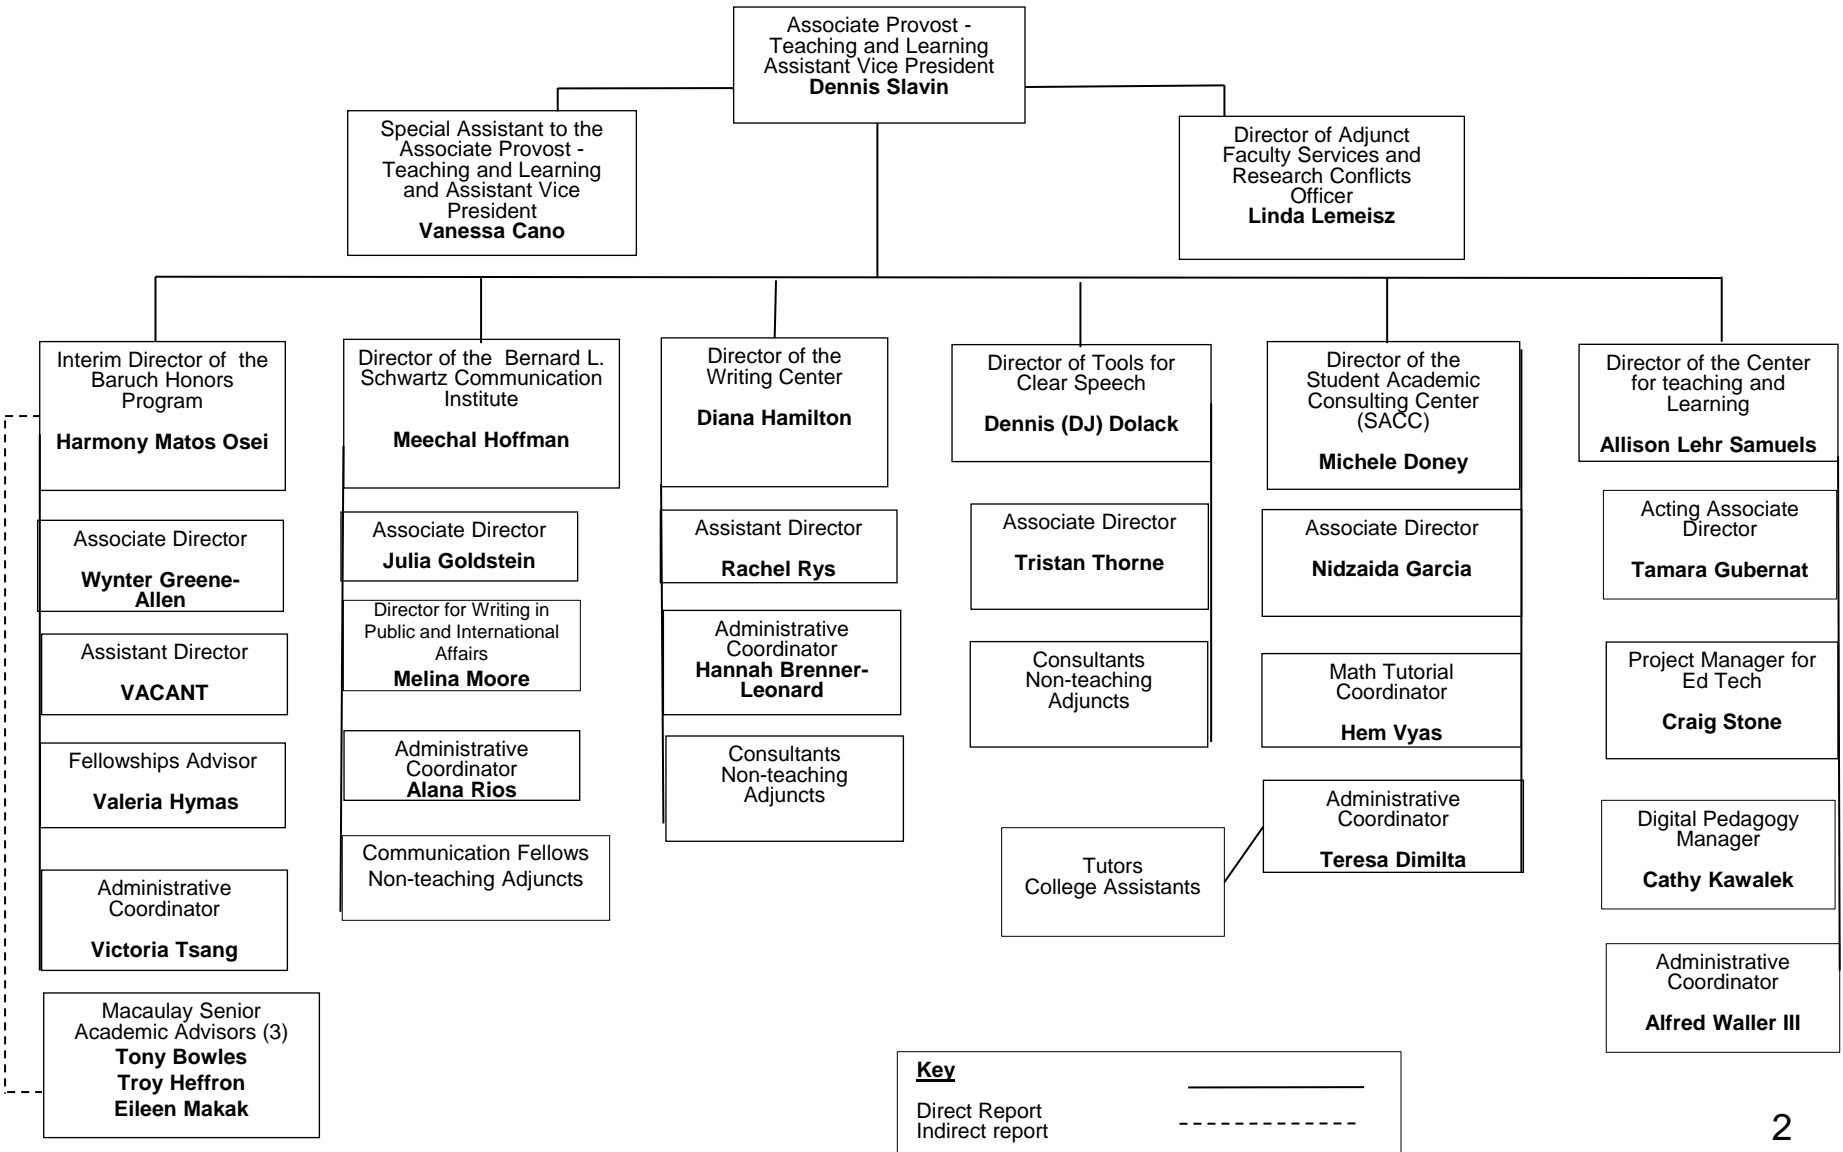 Associate Provost -
Teaching and Learning
Assistant Vice President
Dennis Slavin
Special Assistant to the
Associate Provost -
Teaching and Learning
and Assistant Vice
President
Vanessa Cano
Director of Adjunct
Faculty Services and
Research Conflicts
Officer
Linda Lemeisz
Interim Director of the
Baruch Honors
Program
Harmony Matos Osei
Associate Director
Wynter Greene-
Allen
Assistant Director
VACANT
Fellowships Advisor
Valeria Hymas
Administrative
Coordinator
Victoria Tsang
Macaulay Senior
Academic Advisors (3)
Tony Bowles
Troy Heffron
Eileen Makak
Director of the Bernard L.
Schwartz Communication
Institute
Meechal Hoffman
Associate Director
Julia Goldstein
Director for Writing in
Public and International
Affairs
Melina Moore
Administrative
Coordinator
Alana Rios
Communication Fellows
Non-teaching Adjuncts
Director of the
Writing Center
Diana Hamilton
Assistant Director
Rachel Rys
Administrative
Coordinator
Hannah Brenner-
Leonard
Consultants
Non-teaching
Adjuncts
Director of Tools for
Clear Speech
Dennis (DJ) Dolack
Associate Director
Tristan Thorne
Consultants
Non-teaching
Adjuncts
Director of the
Student Academic
Consulting Center
(SACC)
Michele Doney
Associate Director
Nidzaida Garcia
Math Tutorial
Coordinator
Hem Vyas
Administrative
Coordinator
Teresa Dimilta
Tutors
College Assistants
Director of the Center
for teaching and
Learning
Allison Lehr Samuels
Acting Associate
Director
Tamara Gubernat
Project Manager for
Ed Tech
Craig Stone
Digital Pedagogy
Manager
Cathy Kawalek
Administrative
Coordinator
Alfred Waller III
Key
Direct Report
Indirect report
2